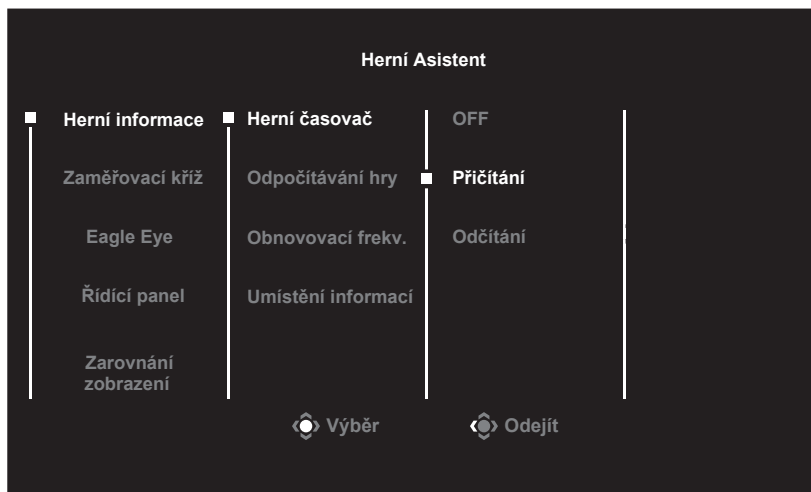 Herní Asistent
Herní informace
Herní časovač
OFF
Zaměřovací kříž
Odpočítávání hry
Přičítání
Eagle Eye
Obnovovací frekv.
Odčítání
Řídící panel
Umístění informací
Zarovnání
zobrazení
Výběr
Odejít